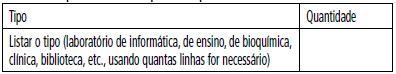 Tipo Quantidade
Listar o tipo (laboratório de informática, de ensino, de bioquímica,
clínica, biblioteca, etc., usando quantas linhas for necessário)